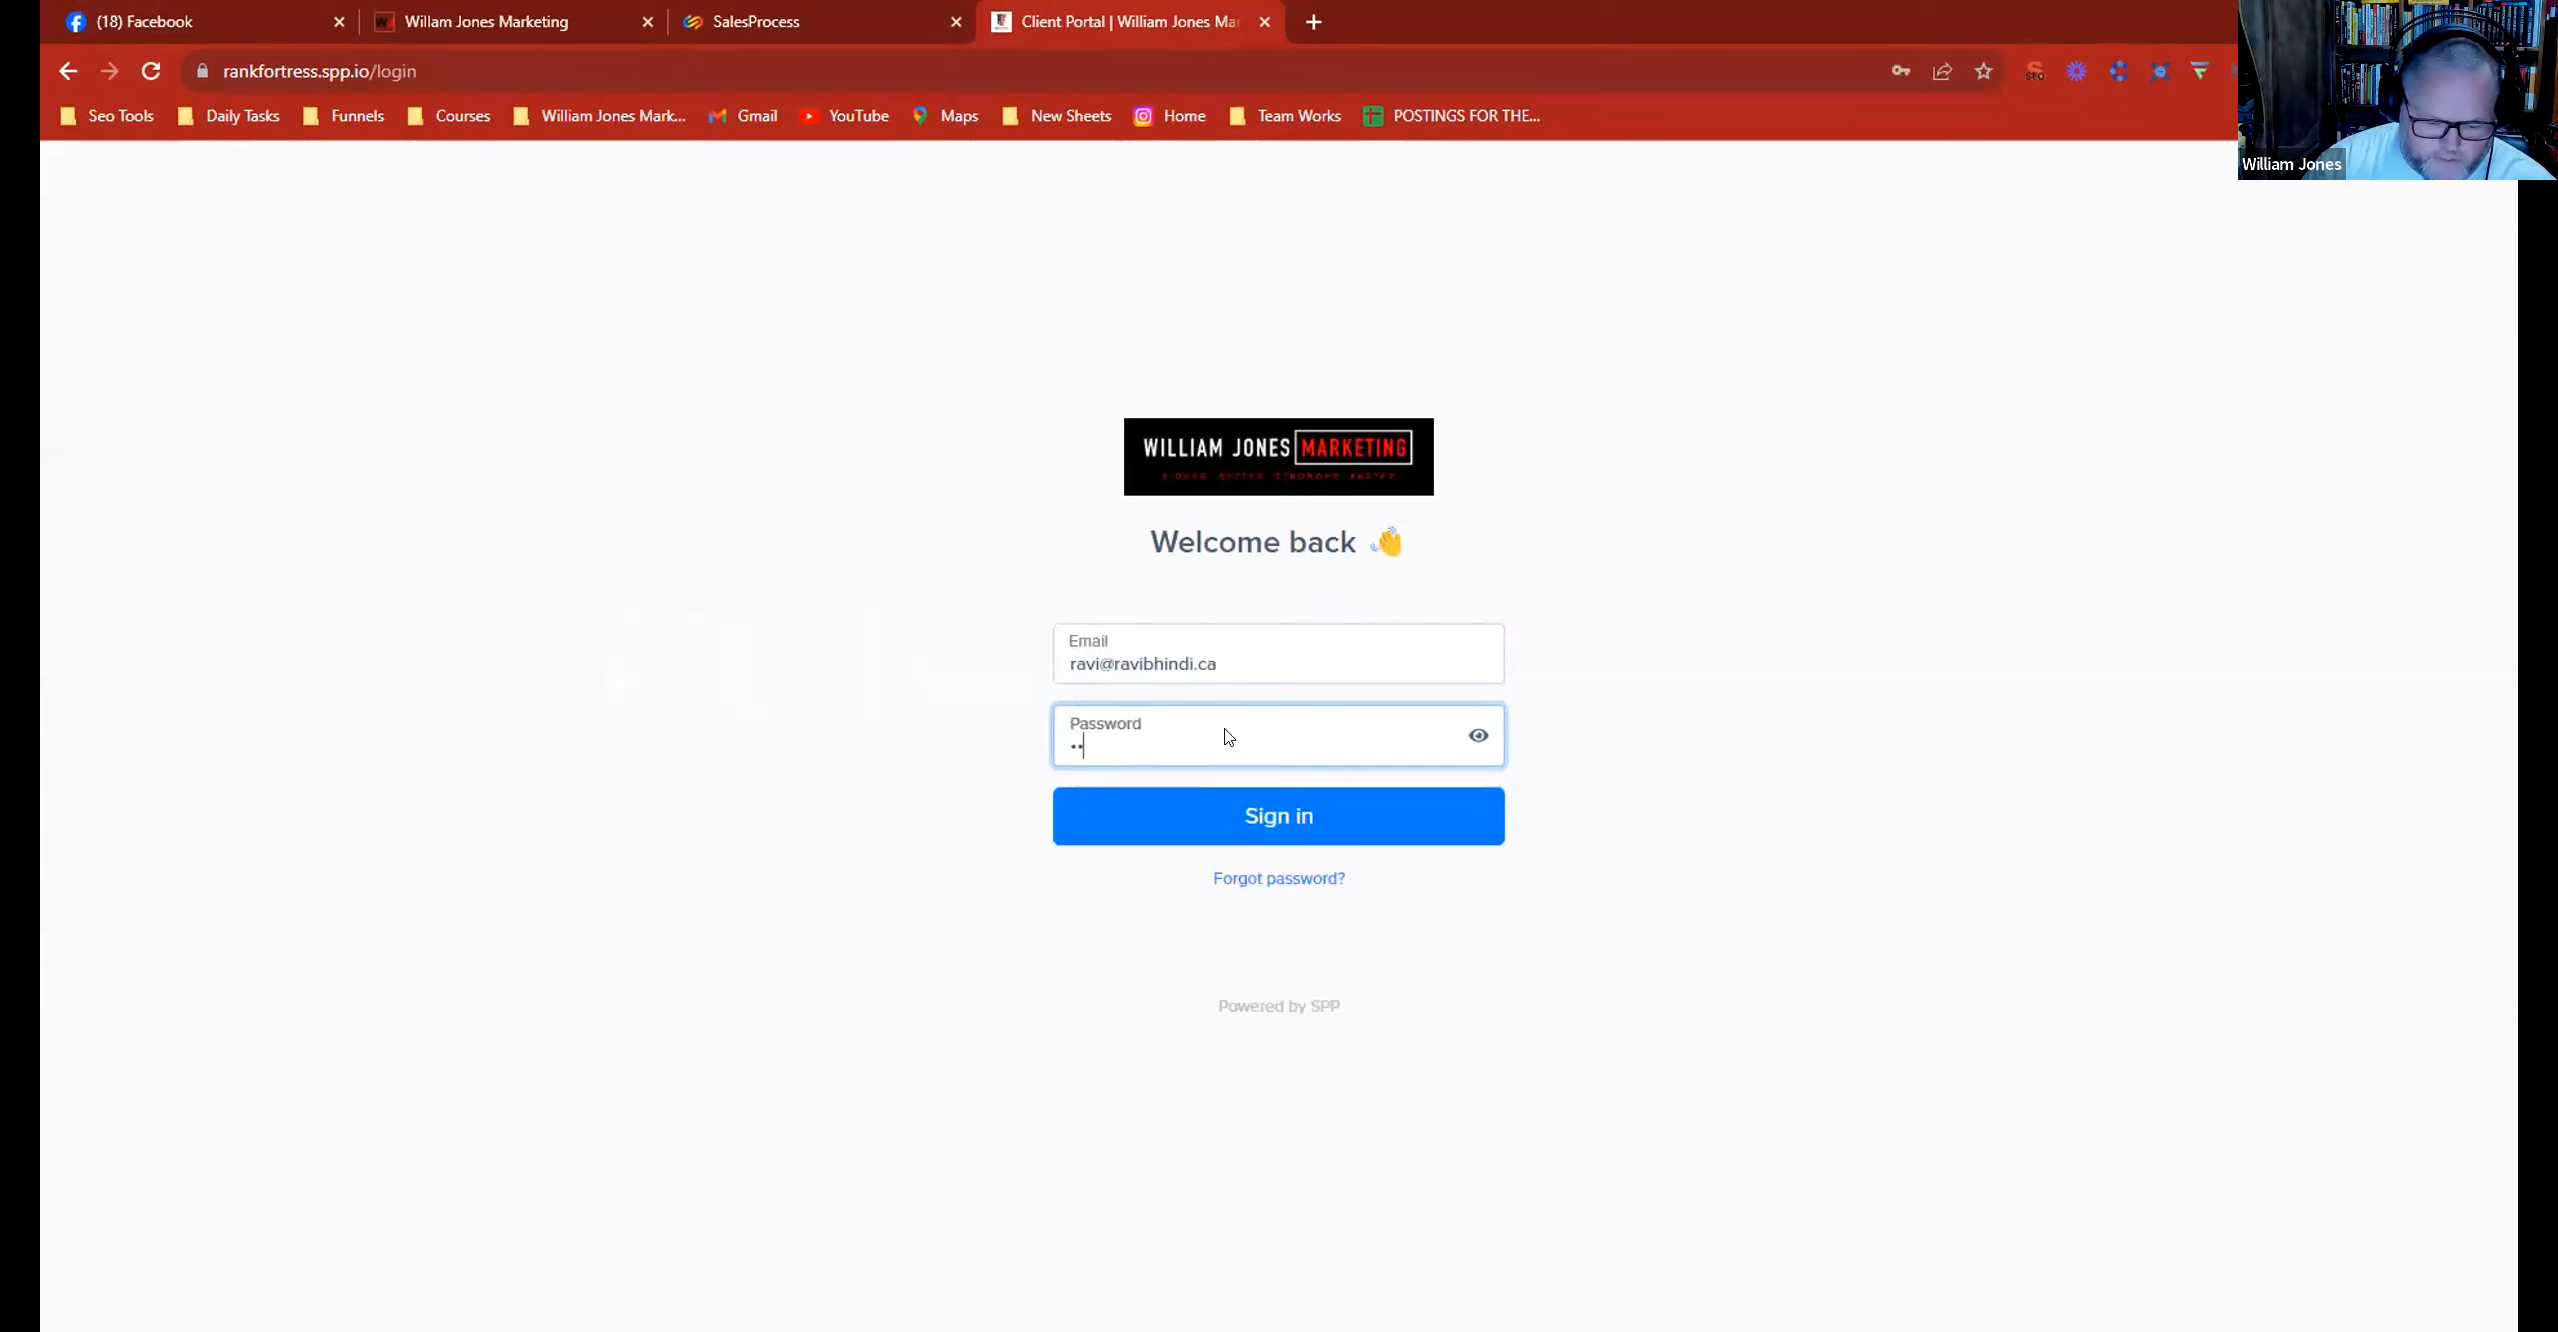 (18) Facebook
Willam Jones Marketing
SalesProcess
Client Portal | William Jones Mar
rankfortress.spp.io/login
Seo Tools
Daily Tasks
Funnels
Courses
William Jones Mark...
Gmail
YouTube
Maps
New Sheets
Home
Team Works
POSTINGS FOR THE...
William Jones
WILLIAM JONES MARKETING
Welcome back
Email
ravi@ravibhindi.ca
Password
Sign in
Forgot password?
Powered by SPP